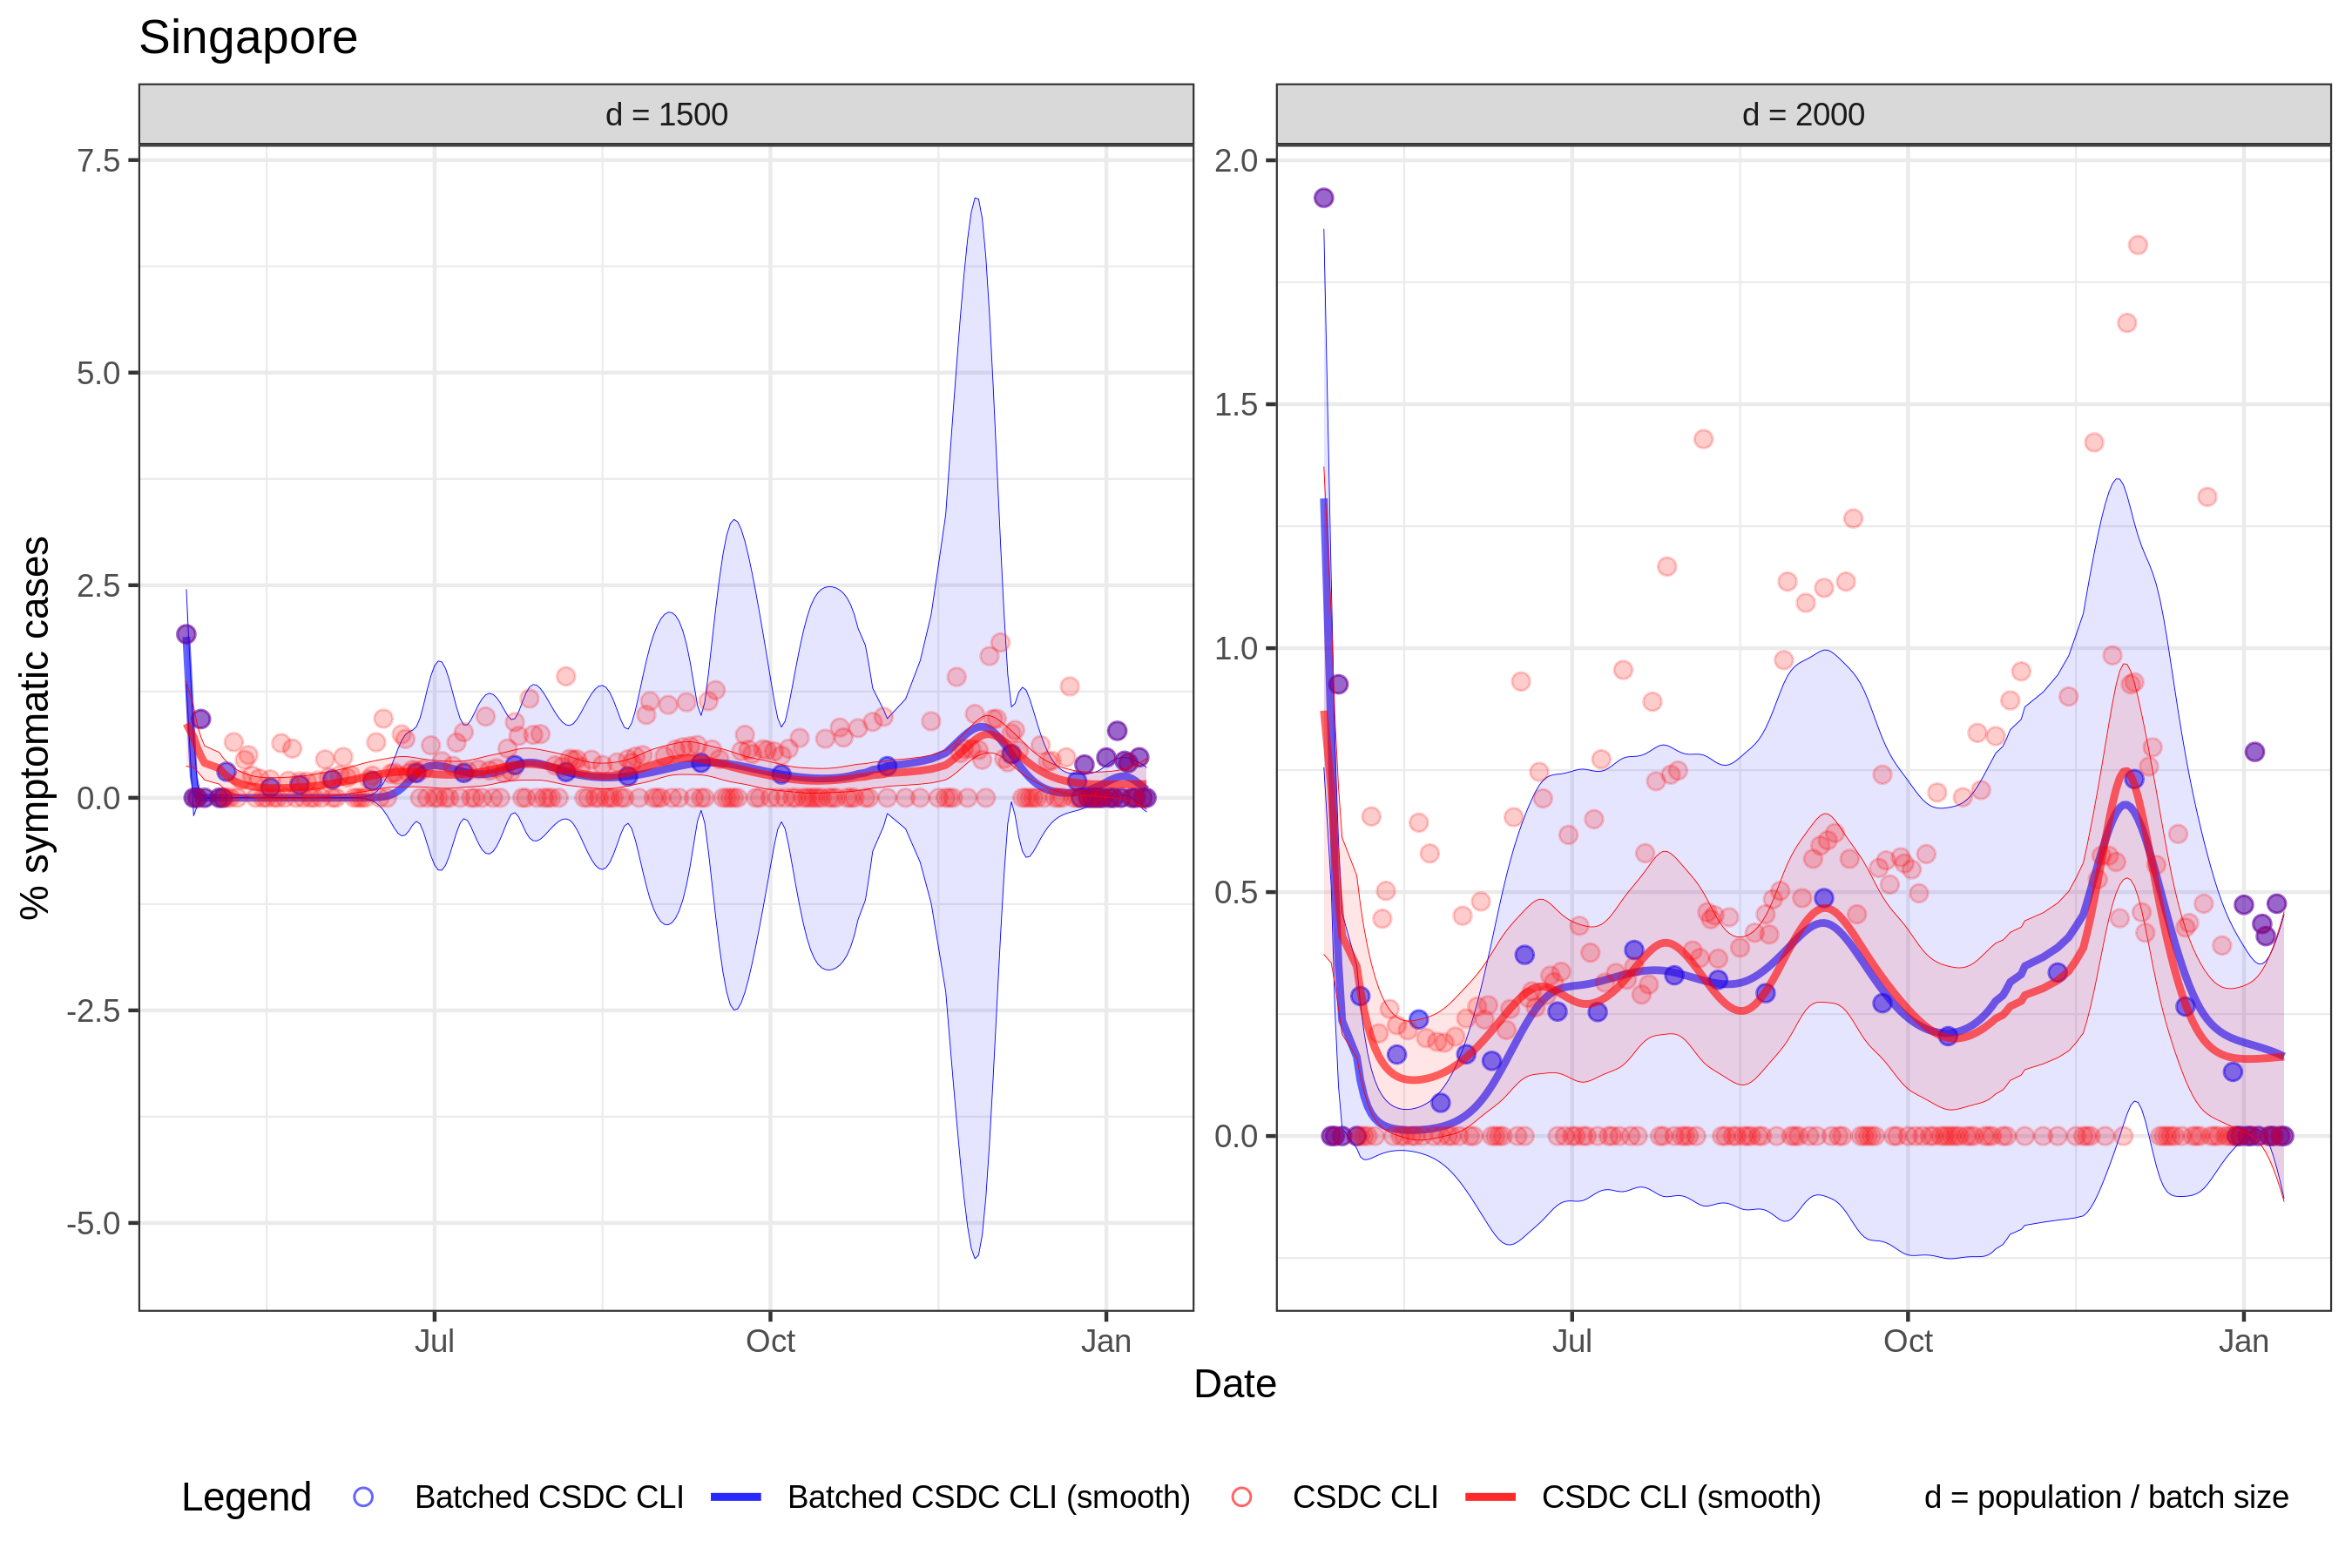 Singapore
d = 1500
d = 2000
% symptomatic cases
7.5
5.0
2.5
0.0
-2.5
-5.0
2.0
1.5
1.0
0.5
0.0
Jul
Oct
Jan
Jul
Oct
Jan
Date
Legend
Batched CSDC CLI
Batched CSDC CLI (smooth)
CSDC CLI
CSDC CLI (smooth)
d = population / batch size